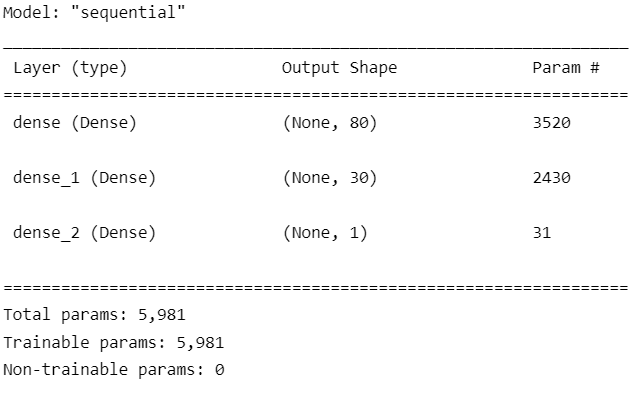 Model: "sequential"
_________________________________________________________________
Layer (type) Output Shape Param #
=================================================================
dense (Dense) (None, 80) 3520
dense_1 (Dense) (None, 30) 2430
dense_2 (Dense) (None, 1) 31
=================================================================
Total params: 5,981
Trainable params: 5,981
Non-trainable params: 0